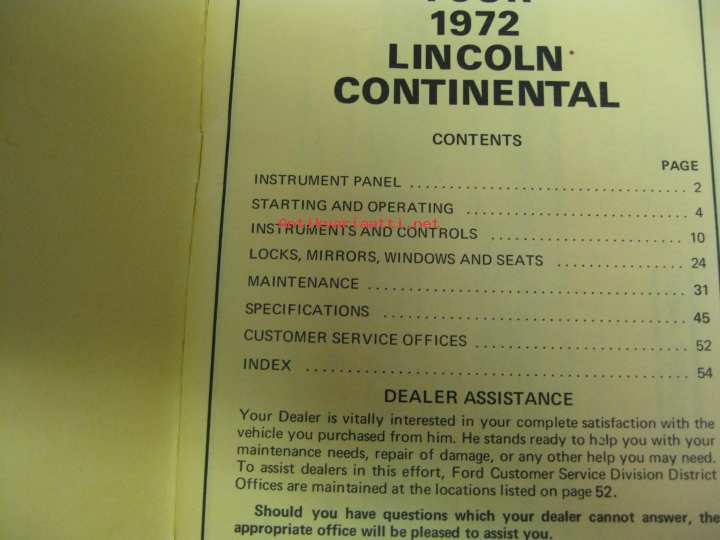 YOUR
1972
LINCOLN
CONTINENTAL
CONTENTS
PAGE
INSTRUMENT PANEL ........................................ 2
STARTING AND OPERATING ............................. 4
INSTRUMENTS AND CONTROLS ......................... 10
LOCKS, MIRRORS, WINDOWS AND SEATS ................ 24
MAINTENANCE ............................................. 31
SPECIFICATIONS .......................................... 45
CUSTOMER SERVICE OFFICES ............................ 52
INDEX .................................................... 54
Antikvariaatti.net
DEALER ASSISTANCE
Your Dealer is vitally interested in your complete satisfaction with the
vehicle you purchased from him. He stands ready to help you with your
maintenance needs, repair of damage, or any other help you may need.
To assist dealers in this effort, Ford Customer Service Division District
Offices are maintained at the locations listed on page 52.
Should you have questions which your dealer cannot answer, the
appropriate office will be pleased to assist you.